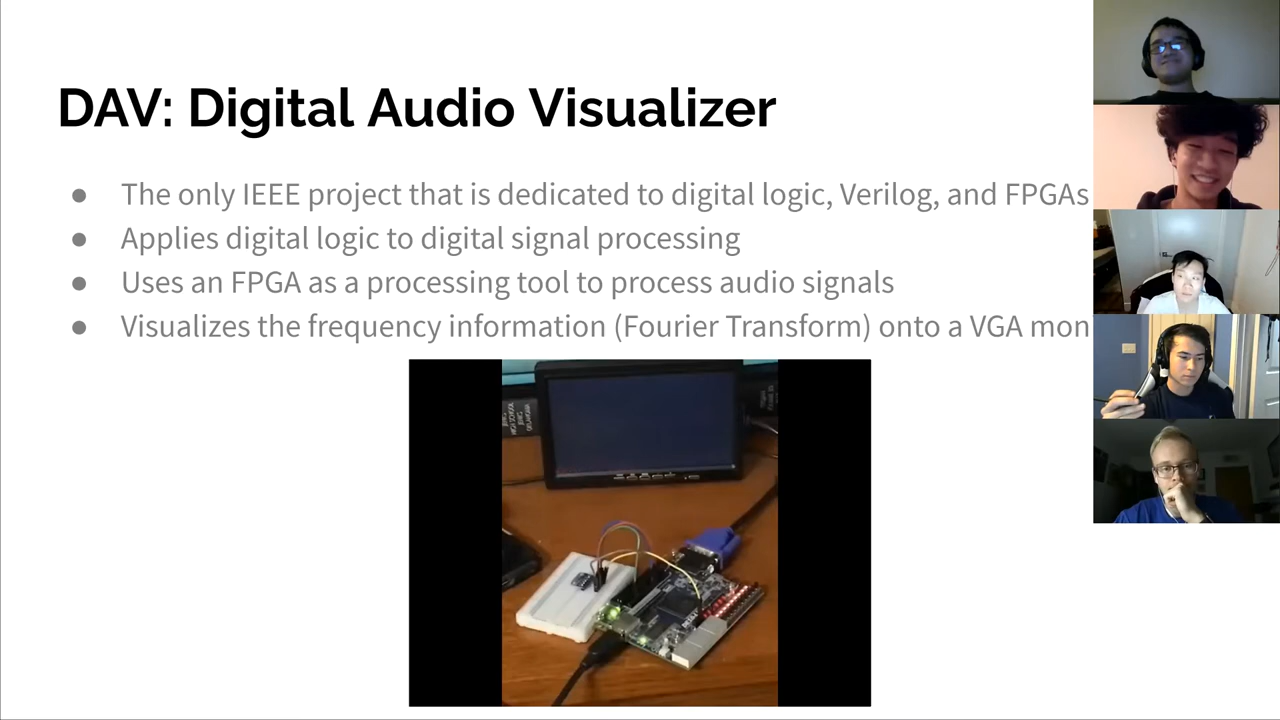 DAV: Digital Audio Visualizer
● The only IEEE project that is dedicated to digital logic, Verilog, and FPGAs
● Applies digital logic to digital signal processing
● Uses an FPGA as a processing tool to process audio signals
● Visualizes the frequency information (Fourier Transform) onto a VGA mon